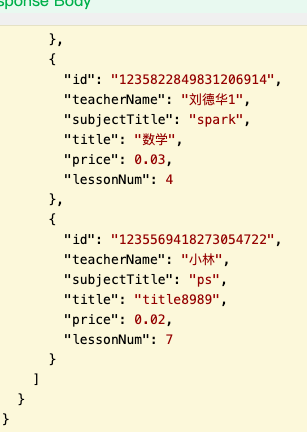 sponse Body
},
{
"id": "1235822849831206914",
"teacherName": "刘德华1",
"subjectTitle": "spark",
"title": "数学",
"price": 0.03,
"lessonNum": 4
},
{
"id": "1235569418273054722",
"teacherName": "小林",
"subjectTitle": "ps",
"title": "title8989",
"price": 0.02,
"lessonNum": 7
}
]
}
}